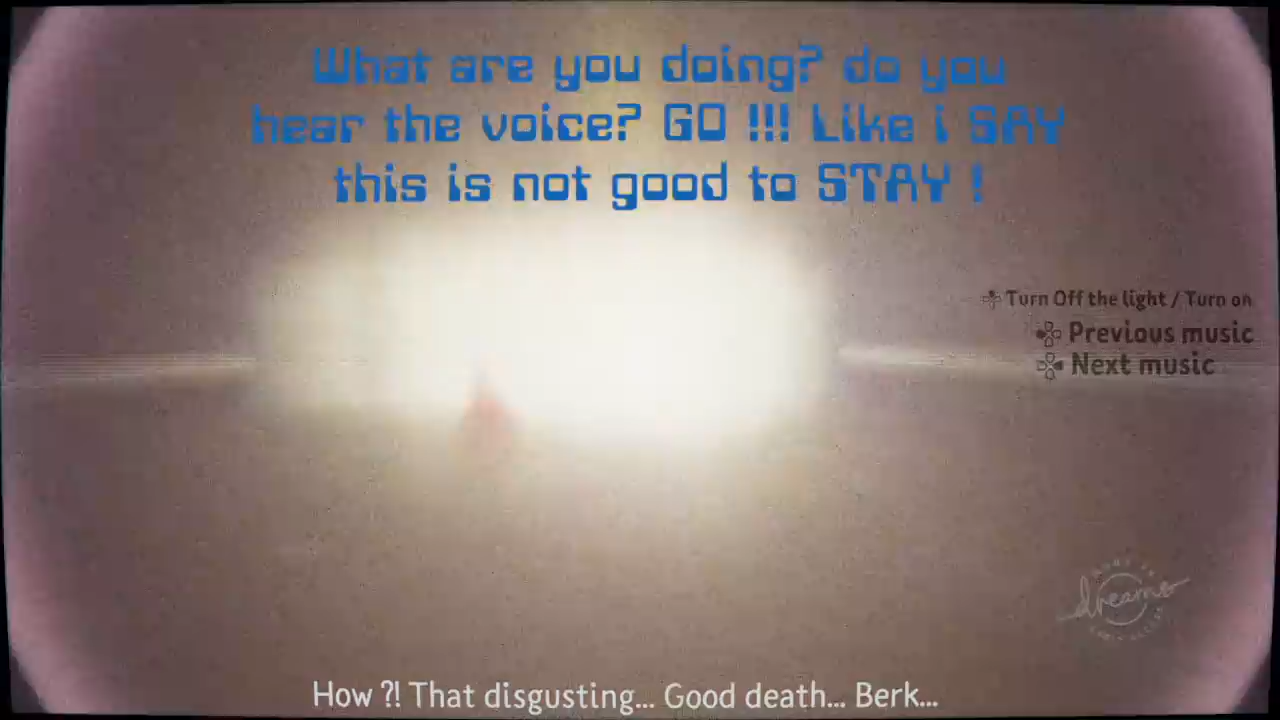 What are you doing? do you
hear the voice? GO !!! Like i SAY
this is not good to STAY !
Turn Off the light / Turn on
Previous music
Next music
dreams
How ?! That disgusting... Good death... Berk...